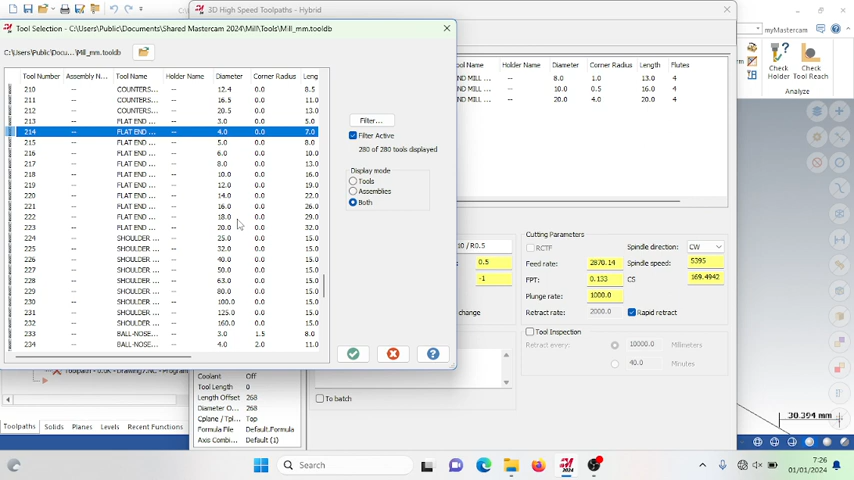 3D High Speed Toolpaths - Hybrid
Tool Selection - C:\Users\Public\Documents\Shared Mastercam 2024\Mill\Tools\Mill_mm.tooldb
C:\Users\Public\Docu...\Mill_mm.tooldb
myMastercam
Check Holder
Check Tool Reach
Analyze
Tool Number Assembly N... Tool Name Holder Name Diameter Corner Radius Leng
210 -- COUNTERS... -- 12.4 0.0 8.5
211 -- COUNTERS... -- 16.5 0.0 11.0
212 -- COUNTERS... -- 20.5 0.0 13.0
213 -- FLAT END ... -- 3.0 0.0 5.0
214 -- FLAT END ... -- 4.0 0.0 7.0
215 -- FLAT END ... -- 5.0 0.0 8.0
216 -- FLAT END ... -- 6.0 0.0 10.0
217 -- FLAT END ... -- 8.0 0.0 13.0
218 -- FLAT END ... -- 10.0 0.0 16.0
219 -- FLAT END ... -- 12.0 0.0 19.0
220 -- FLAT END ... -- 14.0 0.0 22.0
221 -- FLAT END ... -- 16.0 0.0 26.0
222 -- FLAT END ... -- 18.0 0.0 29.0
223 -- FLAT END ... -- 20.0 0.0 32.0
224 -- SHOULDER ... -- 25.0 0.0 15.0
225 -- SHOULDER ... -- 32.0 0.0 15.0
226 -- SHOULDER ... -- 40.0 0.0 15.0
227 -- SHOULDER ... -- 50.0 0.0 15.0
228 -- SHOULDER ... -- 63.0 0.0 15.0
229 -- SHOULDER ... -- 80.0 0.0 15.0
230 -- SHOULDER ... -- 100.0 0.0 15.0
231 -- SHOULDER ... -- 125.0 0.0 15.0
232 -- SHOULDER ... -- 160.0 0.0 15.0
233 -- BALL-NOSE... -- 3.0 1.5 8.0
234 -- BALL-NOSE... -- 4.0 2.0 11.0
Filter...
Filter Active
280 of 280 tools displayed
Display mode
Tools
Assemblies
Both
Name Holder Name Diameter Corner Radius Length Flutes
ND MILL ... -- 8.0 1.0 13.0 4
ND MILL ... -- 10.0 0.5 16.0 4
ND MILL ... -- 20.0 4.0 20.0 4
10 / R0.5
0.5
-1
change
Cutting Parameters
RCTF Spindle direction: CW
Feed rate: 2870.14 Spindle speed: 5395
FPT: 0.133 CS 169.4942
Plunge rate: 1000.0
Retract rate: 2000.0 Rapid retract
Tool Inspection
Retract every: 10000.0 Millimeters
40.0 Minutes
To batch
Coolant Off
Tool Length 0
Length Offset 268
Diameter O... 268
Cplane / Tpl... Top
Formula File Default.Formula
Axis Combi... Default (1)
Toolpaths Solids Planes Levels Recent Functions
30.394 mm
Search
7:26
01/01/2024